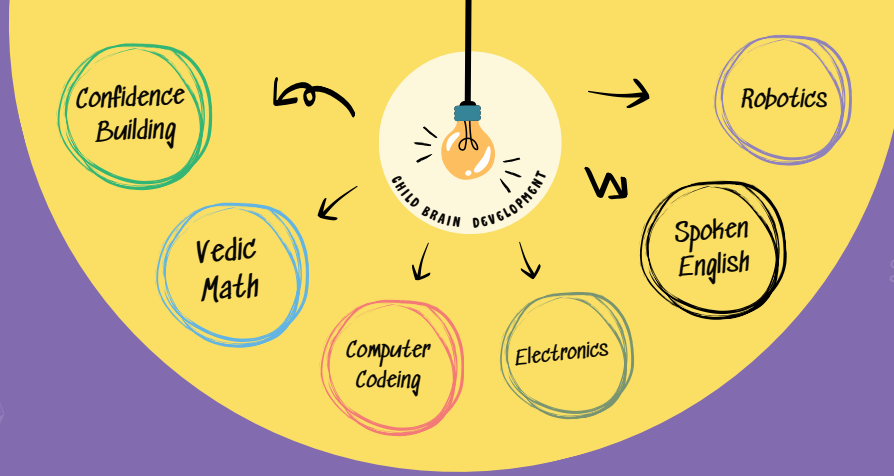 Confidence
Building
Robotics
CHILD BRAIN DEVELOPMENT
Vedic
Math
Spoken
English
Computer
Codeing
Electronics